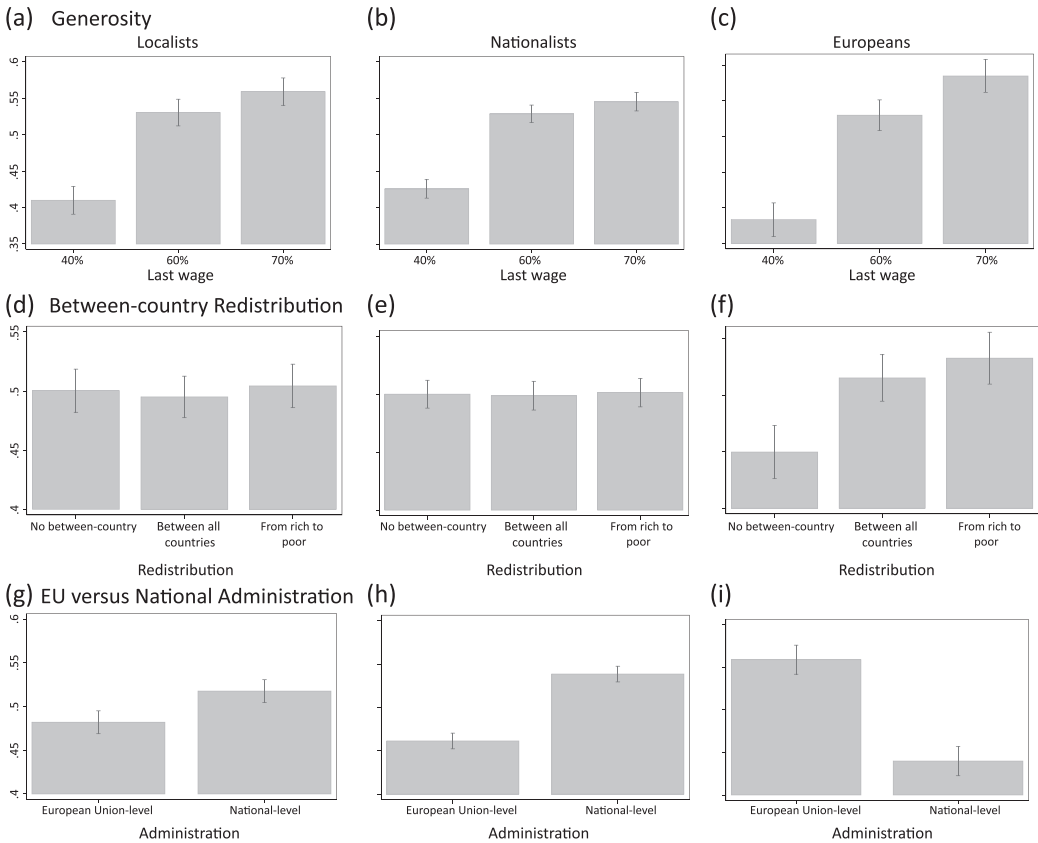 (a) Generosity (b) (c)
Localists Nationalists Europeans
.6
.55
.5
.45
.4
.35
40% 60% 70% 40% 60% 70% 40% 60% 70%
Last wage Last wage Last wage
(d) Between-country Redistribution (e) (f)
.55
.5
.45
.4
No between-country Between all From rich to No between-country Between all From rich to No between-country Between all From rich to
countries poor countries poor countries poor
Redistribution Redistribution Redistribution
(g) EU versus National Administration (h) (i)
.6
.55
.5
.45
.4
European Union-level National-level European Union-level National-level European Union-level National-level
Administration Administration Administration